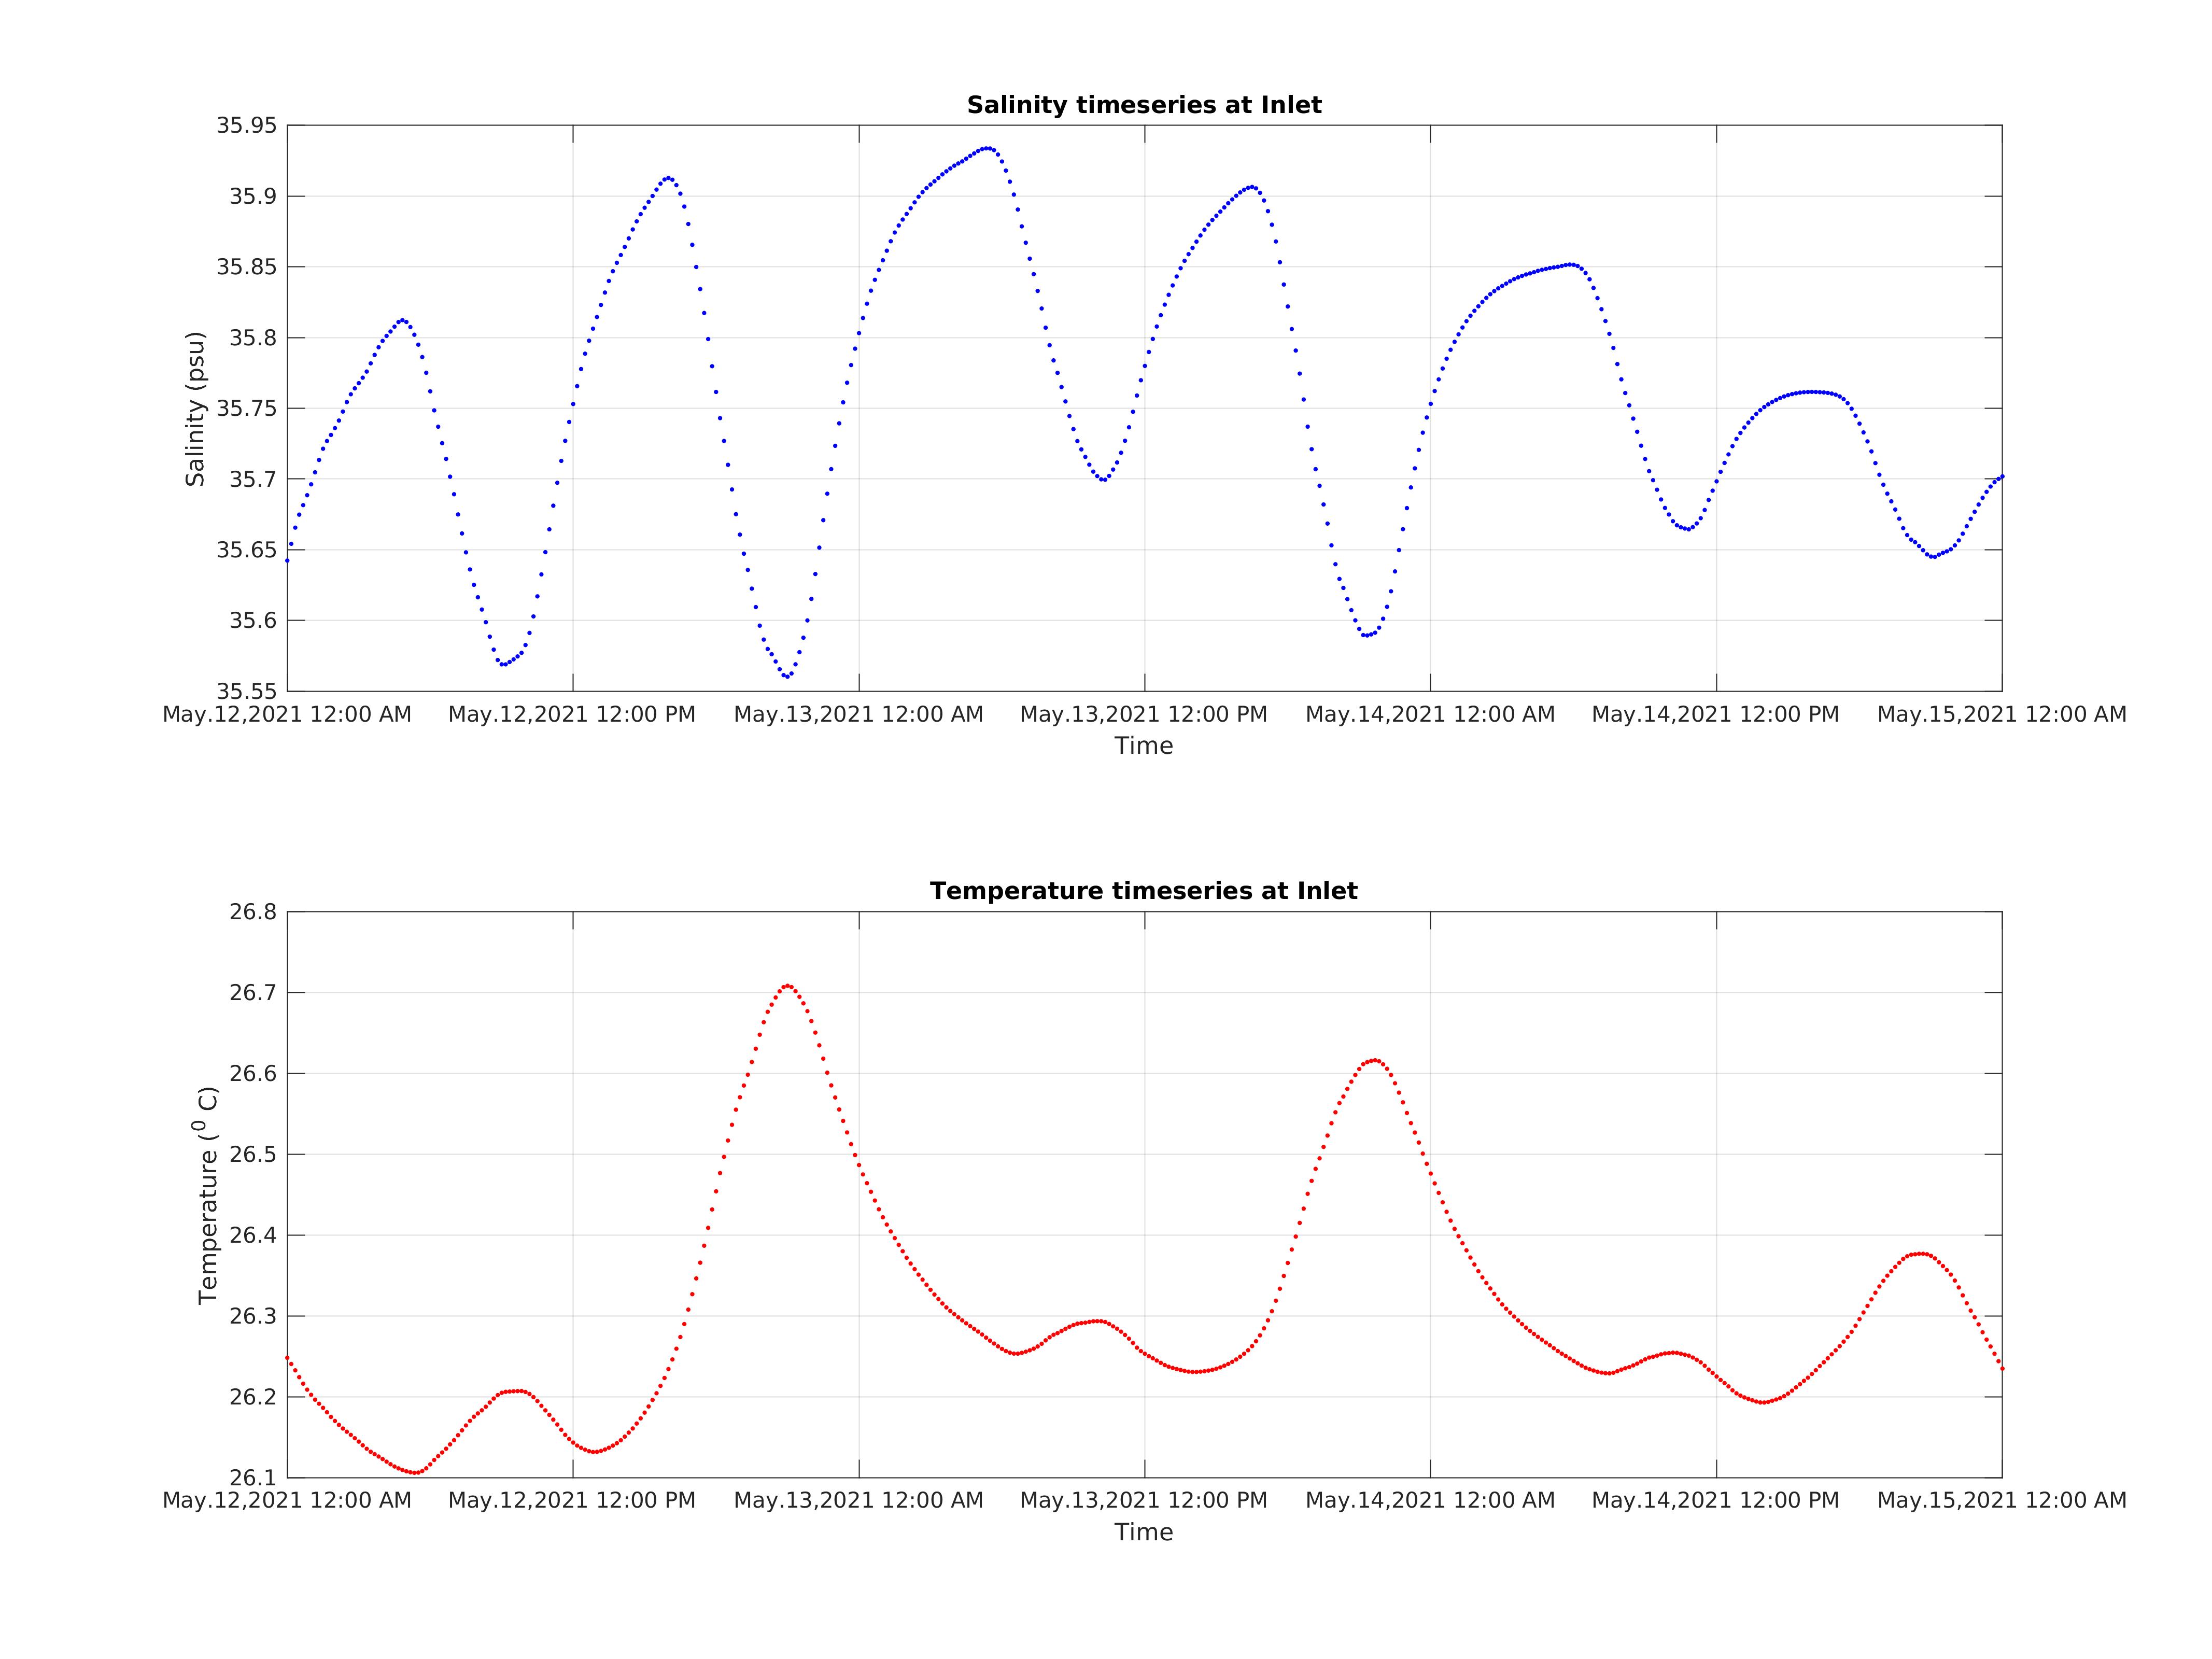 Salinity timeseries at Inlet
35.95
35.9
35.85
35.8
35.75
35.7
35.65
35.6
35.55
Salinity (psu)
May.12,2021 12:00 AM May.12,2021 12:00 PM May.13,2021 12:00 AM May.13,2021 12:00 PM May.14,2021 12:00 AM May.14,2021 12:00 PM May.15,2021 12:00 AM
Time
Temperature timeseries at Inlet
26.8
26.7
26.6
26.5
26.4
26.3
26.2
26.1
Temperature (⁰ C)
May.12,2021 12:00 AM May.12,2021 12:00 PM May.13,2021 12:00 AM May.13,2021 12:00 PM May.14,2021 12:00 AM May.14,2021 12:00 PM May.15,2021 12:00 AM
Time